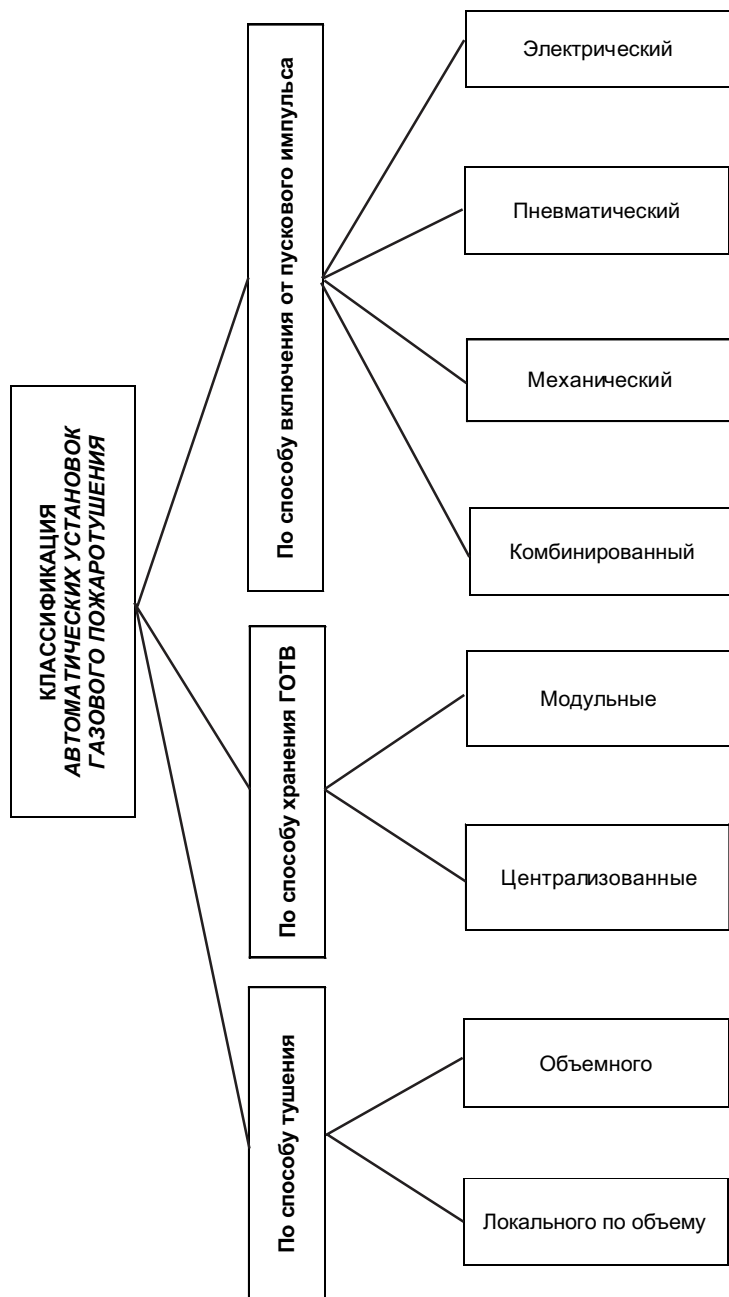 КЛАССИФИКАЦИЯ
АВТОМАТИЧЕСКИХ УСТАНОВОК
ГАЗОВОГО ПОЖАРОТУШЕНИЯ
По способу включения от пускового импульса
Электрический
Пневматический
Механический
Комбинированный
По способу хранения ГОТВ
Модульные
Централизованные
По способу тушения
Объемного
Локального по объему